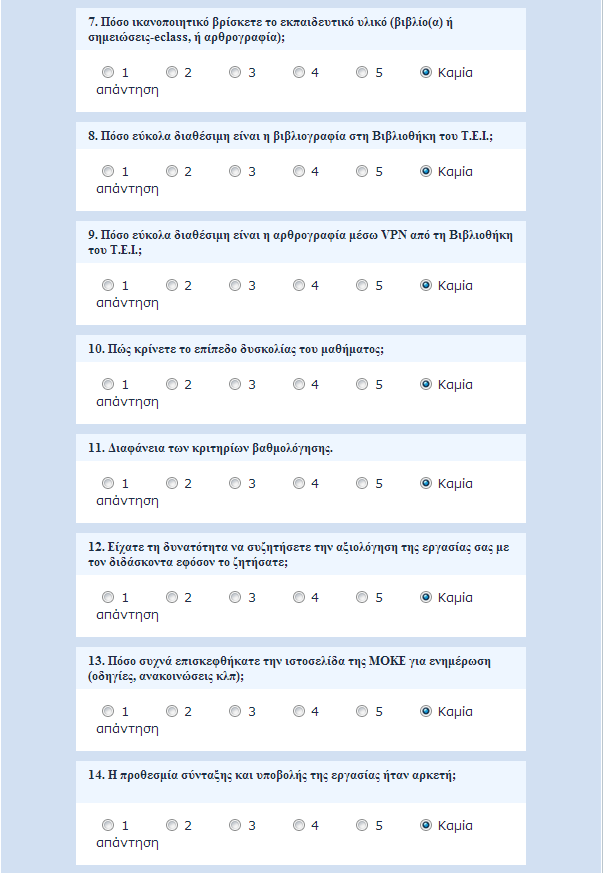 7. Πόσο ικανοποιητικό βρίσκετε το εκπαιδευτικό υλικό (βιβλίο(α) ή
σημειώσεις-eclass, ή αρθρογραφία);
1 2 3 4 5 Καμία
απάντηση
8. Πόσο εύκολα διαθέσιμη είναι η βιβλιογραφία στη Βιβλιοθήκη του Τ.Ε.Ι.;
1 2 3 4 5 Καμία
απάντηση
9. Πόσο εύκολα διαθέσιμη είναι η αρθρογραφία μέσω VPN από τη Βιβλιοθήκη
του Τ.Ε.Ι.;
1 2 3 4 5 Καμία
απάντηση
10. Πώς κρίνετε το επίπεδο δυσκολίας του μαθήματος;
1 2 3 4 5 Καμία
απάντηση
11. Διαφάνεια των κριτηρίων βαθμολόγησης.
1 2 3 4 5 Καμία
απάντηση
12. Είχατε τη δυνατότητα να συζητήσετε την αξιολόγηση της εργασίας σας με
τον διδάσκοντα εφόσον το ζητήσατε;
1 2 3 4 5 Καμία
απάντηση
13. Πόσο συχνά επισκεφθήκατε την ιστοσελίδα της ΜΟΚΕ για ενημέρωση
(οδηγίες, ανακοινώσεις κλπ);
1 2 3 4 5 Καμία
απάντηση
14. Η προθεσμία σύνταξης και υποβολής της εργασίας ήταν αρκετή;
1 2 3 4 5 Καμία
απάντηση